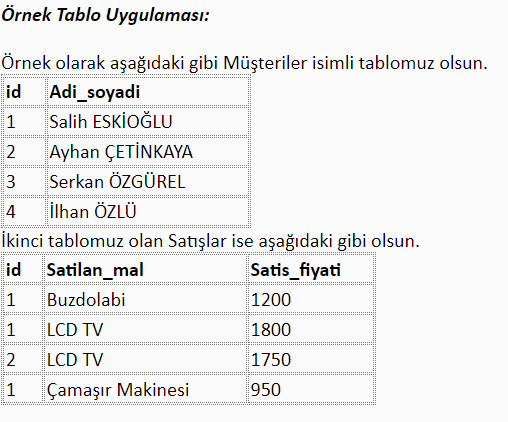 Örnek Tablo Uygulaması:
Örnek olarak aşağıdaki gibi Müşteriler isimli tablomuz olsun.
id Adi_soyadi
1 Salih ESKİOĞLU
2 Ayhan ÇETİNKAYA
3 Serkan ÖZGÜREL
4 İlhan ÖZLÜ
İkinci tablomuz olan Satışlar ise aşağıdaki gibi olsun.
id Satilan_mal Satis_fiyati
1 Buzdolabi 1200
1 LCD TV 1800
2 LCD TV 1750
1 Çamaşır Makinesi 950